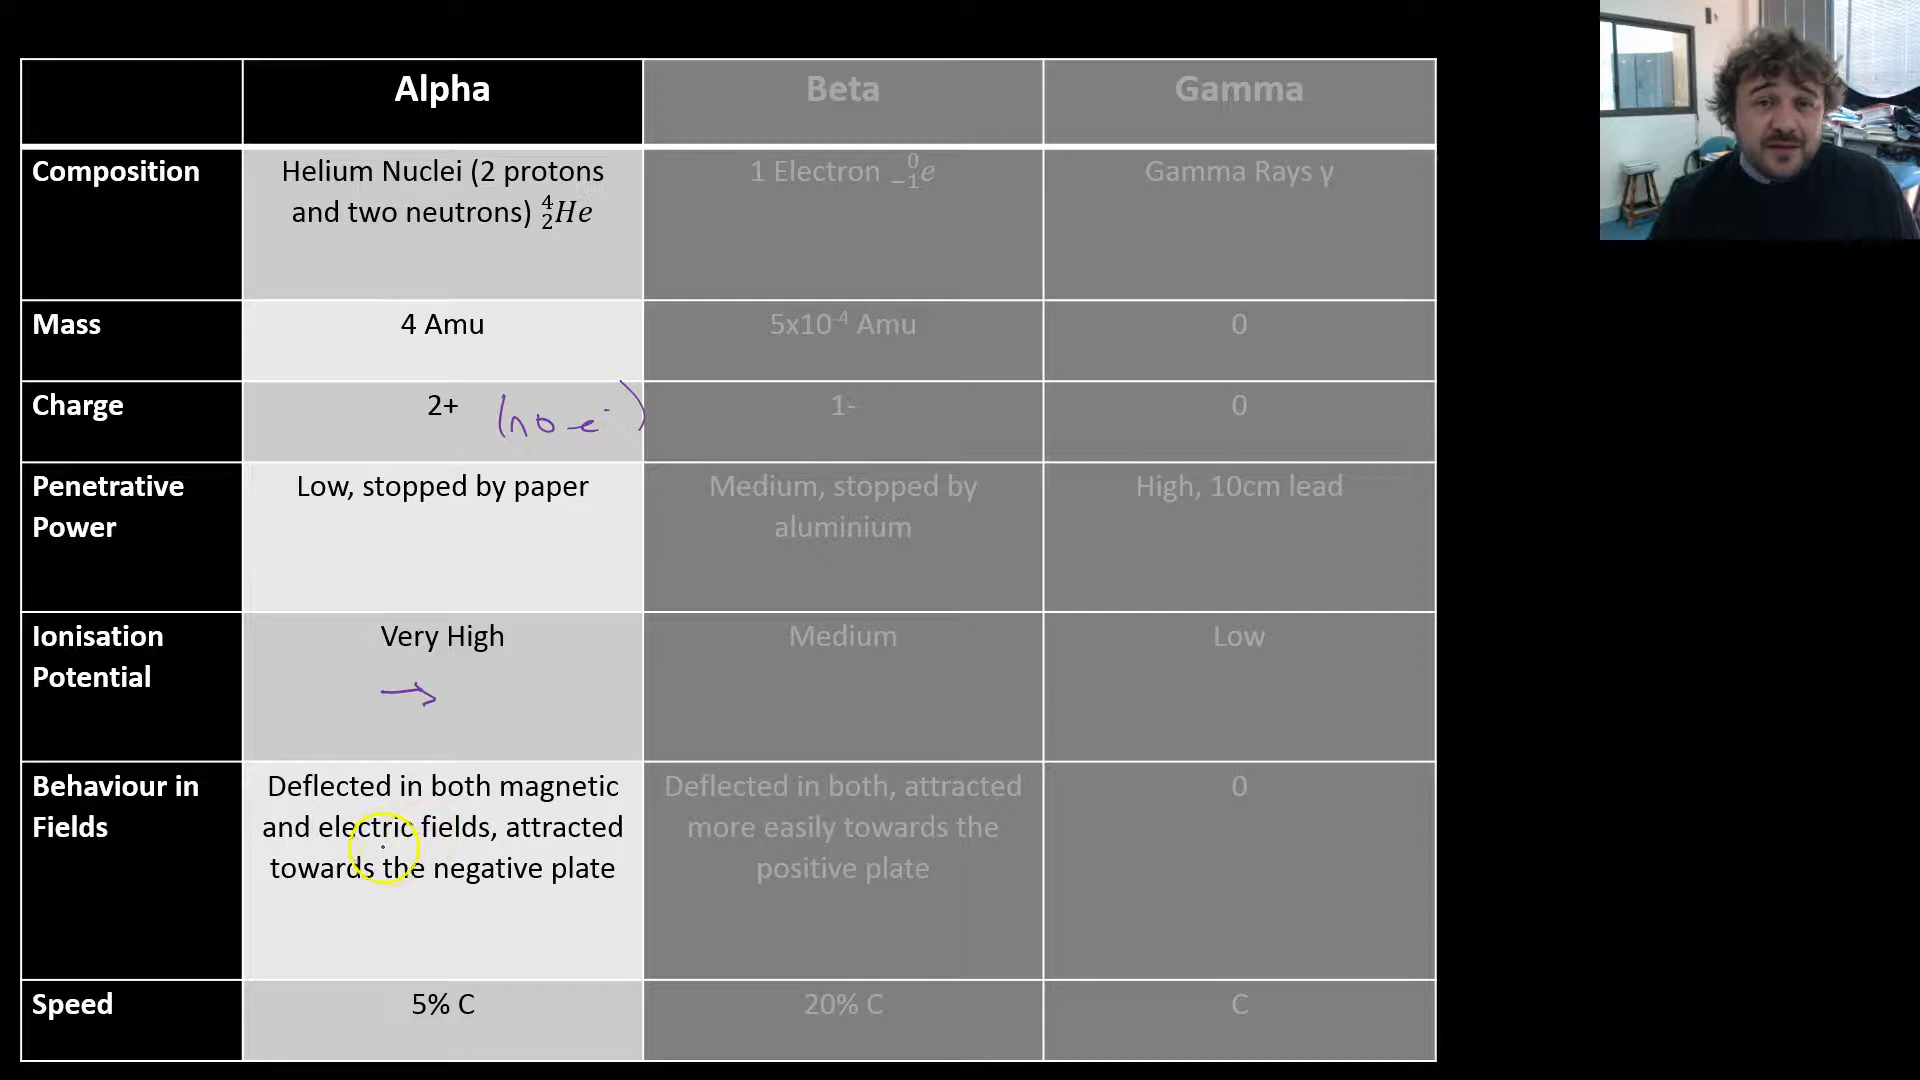 Alpha
Beta
Gamma
Composition
Helium Nuclei (2 protons
and two neutrons) ⁴₂He
1 Electron ⁰₋₁e
Gamma Rays γ
Mass
4 Amu
5x10⁻⁴ Amu
0
Charge
2+ (no e⁻)
1-
0
Penetrative
Power
Low, stopped by paper
Medium, stopped by
aluminium
High, 10cm lead
Ionisation
Potential
Very High
→
Medium
Low
Behaviour in
Fields
Deflected in both magnetic
and electric fields, attracted
towards the negative plate
Deflected in both, attracted
more easily towards the
positive plate
0
Speed
5% C
20% C
C